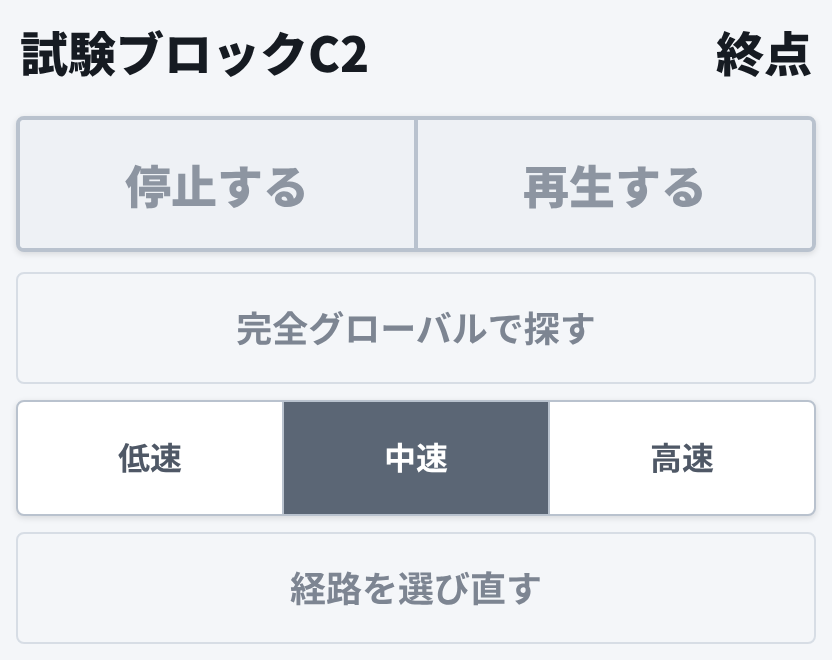 試験ブロックC2 終点
停止する 再生する
完全グローバルで探す
低速 中速 高速
経路を選び直す